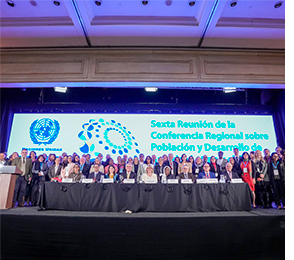 Sexta Reunión de la
Conferencia Regional sobre
Población y Desarrollo de
NACIONES UNIDAS